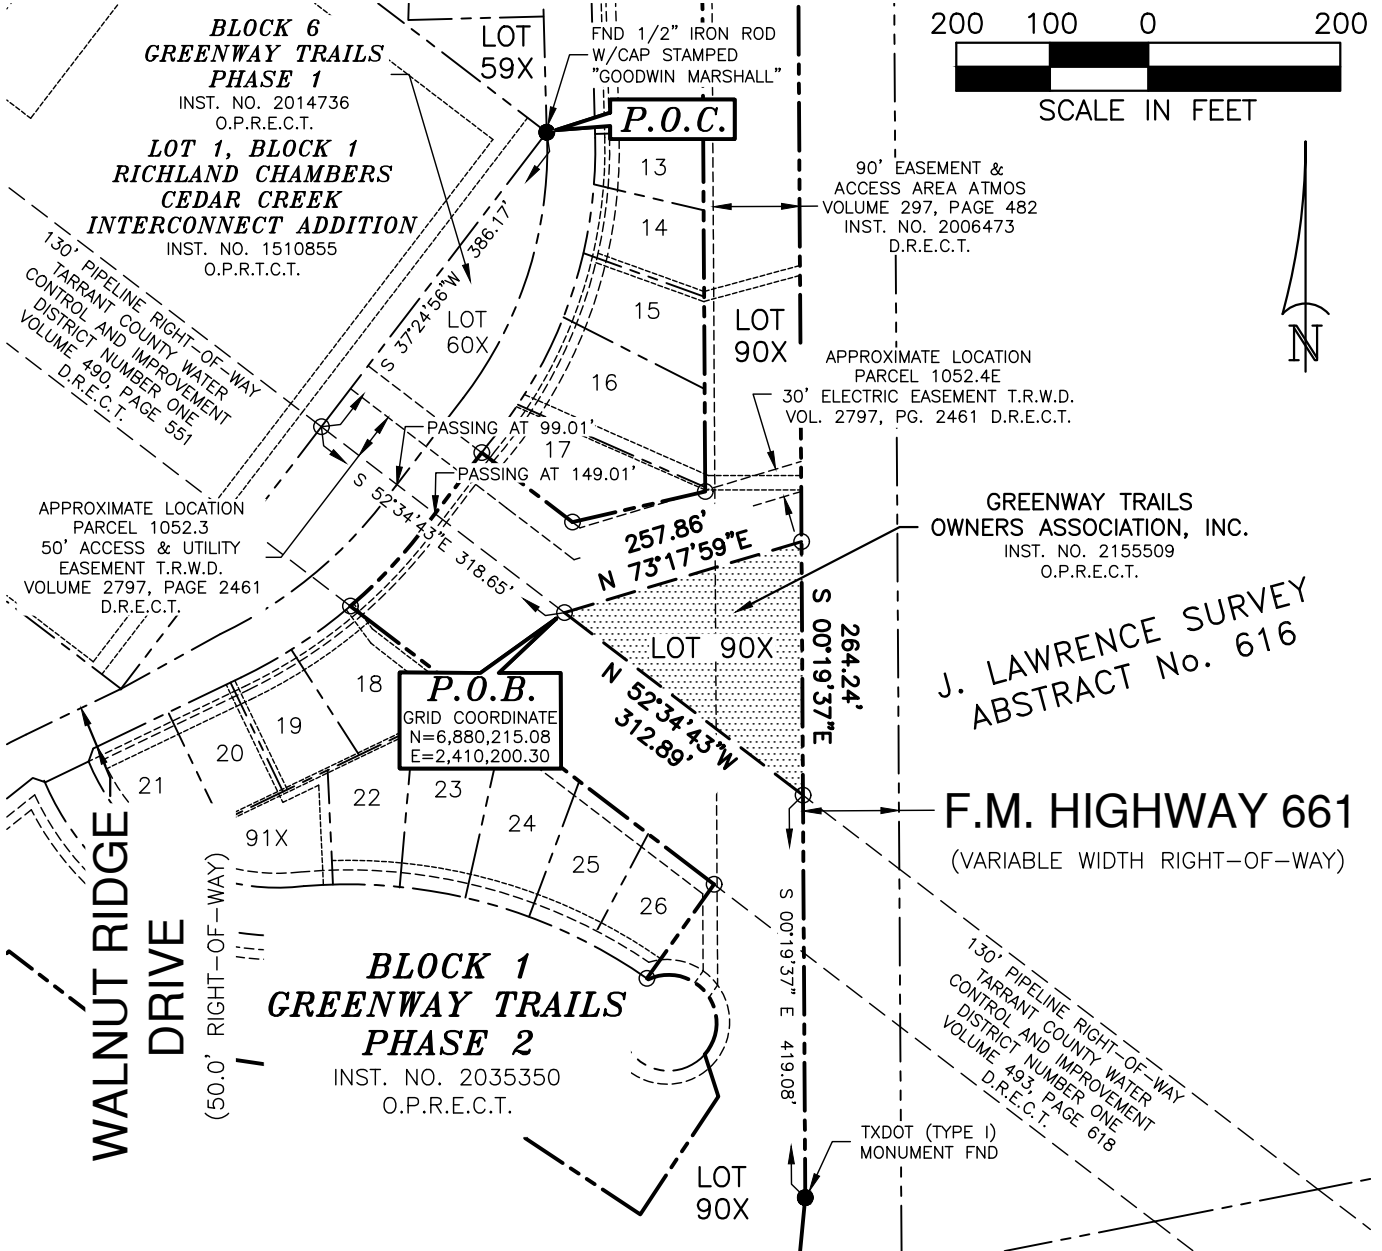 BLOCK 6
GREENWAY TRAILS
PHASE 1
INST. NO. 2014736
O.P.R.E.C.T.
LOT 1, BLOCK 1
RICHLAND CHAMBERS
CEDAR CREEK
INTERCONNECT ADDITION
INST. NO. 1510855
O.P.R.T.C.T.
LOT
59X
FND 1/2" IRON ROD
W/CAP STAMPED
"GOODWIN MARSHALL"
P.O.C.
200 100 0 200
SCALE IN FEET
N
90' EASEMENT &
ACCESS AREA ATMOS
VOLUME 297, PAGE 482
INST. NO. 2006473
D.R.E.C.T.
13
14
15
16
17
LOT
90X
LOT
60X
S 37°24'56"W 386.17'
130' PIPELINE RIGHT-OF-WAY
TARRANT COUNTY WATER
CONTROL AND IMPROVEMENT
DISTRICT NUMBER ONE
VOLUME 490, PAGE 551
D.R.E.C.T.
APPROXIMATE LOCATION
PARCEL 1052.4E
30' ELECTRIC EASEMENT T.R.W.D.
VOL. 2797, PG. 2461 D.R.E.C.T.
PASSING AT 99.01'
PASSING AT 149.01'
S 52°34'43"E 318.65'
APPROXIMATE LOCATION
PARCEL 1052.3
50' ACCESS & UTILITY
EASEMENT T.R.W.D.
VOLUME 2797, PAGE 2461
D.R.E.C.T.
257.86'
N 73°17'59"E
GREENWAY TRAILS
OWNERS ASSOCIATION, INC.
INST. NO. 2155509
O.P.R.E.C.T.
J. LAWRENCE SURVEY
ABSTRACT No. 616
264.24'
S 00°19'37"E
LOT 90X
N 52°34'43"W
312.89'
P.O.B.
GRID COORDINATE
N=6,880,215.08
E=2,410,200.30
18
19
20
21
22
23
24
25
26
91X
F.M. HIGHWAY 661
(VARIABLE WIDTH RIGHT-OF-WAY)
WALNUT RIDGE
DRIVE
(50.0' RIGHT-OF-WAY)
BLOCK 1
GREENWAY TRAILS
PHASE 2
INST. NO. 2035350
O.P.R.E.C.T.
S 00°19'37" E 419.08'
130' PIPELINE RIGHT-OF-WAY
TARRANT COUNTY WATER
CONTROL AND IMPROVEMENT
DISTRICT NUMBER ONE
VOLUME 493, PAGE 618
D.R.E.C.T.
TXDOT (TYPE I)
MONUMENT FND
LOT
90X